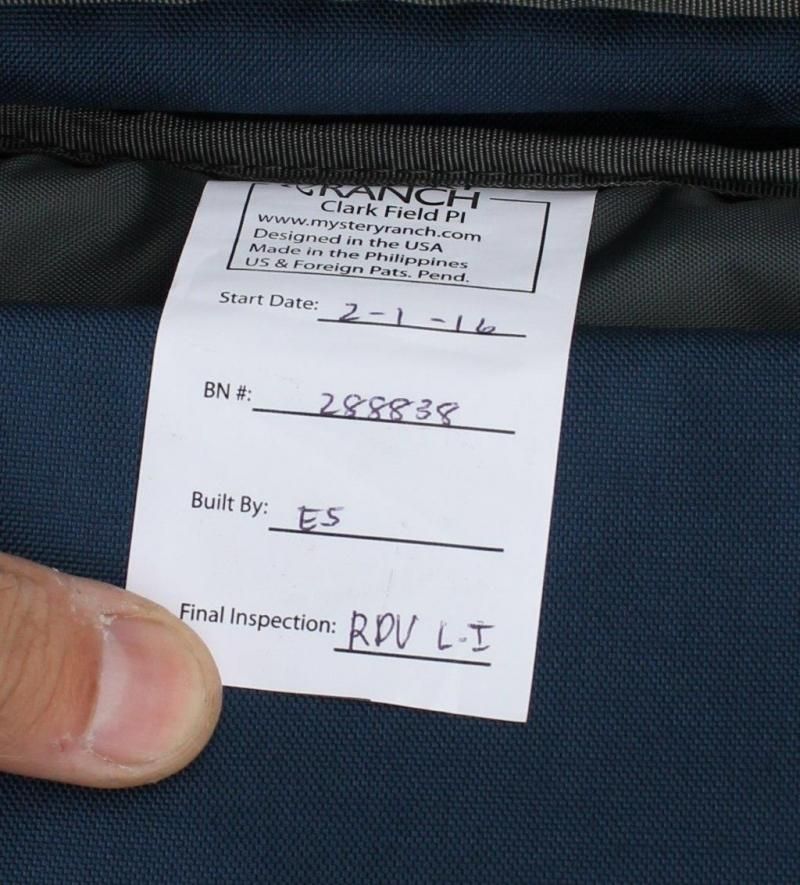 RANCH
Clark Field PI
www.mysteryranch.com
Designed in the USA
Made in the Philippines
US & Foreign Pats. Pend.
Start Date: 2-1-16
BN #: 288838
Built By: ES
Final Inspection: RDV L-I